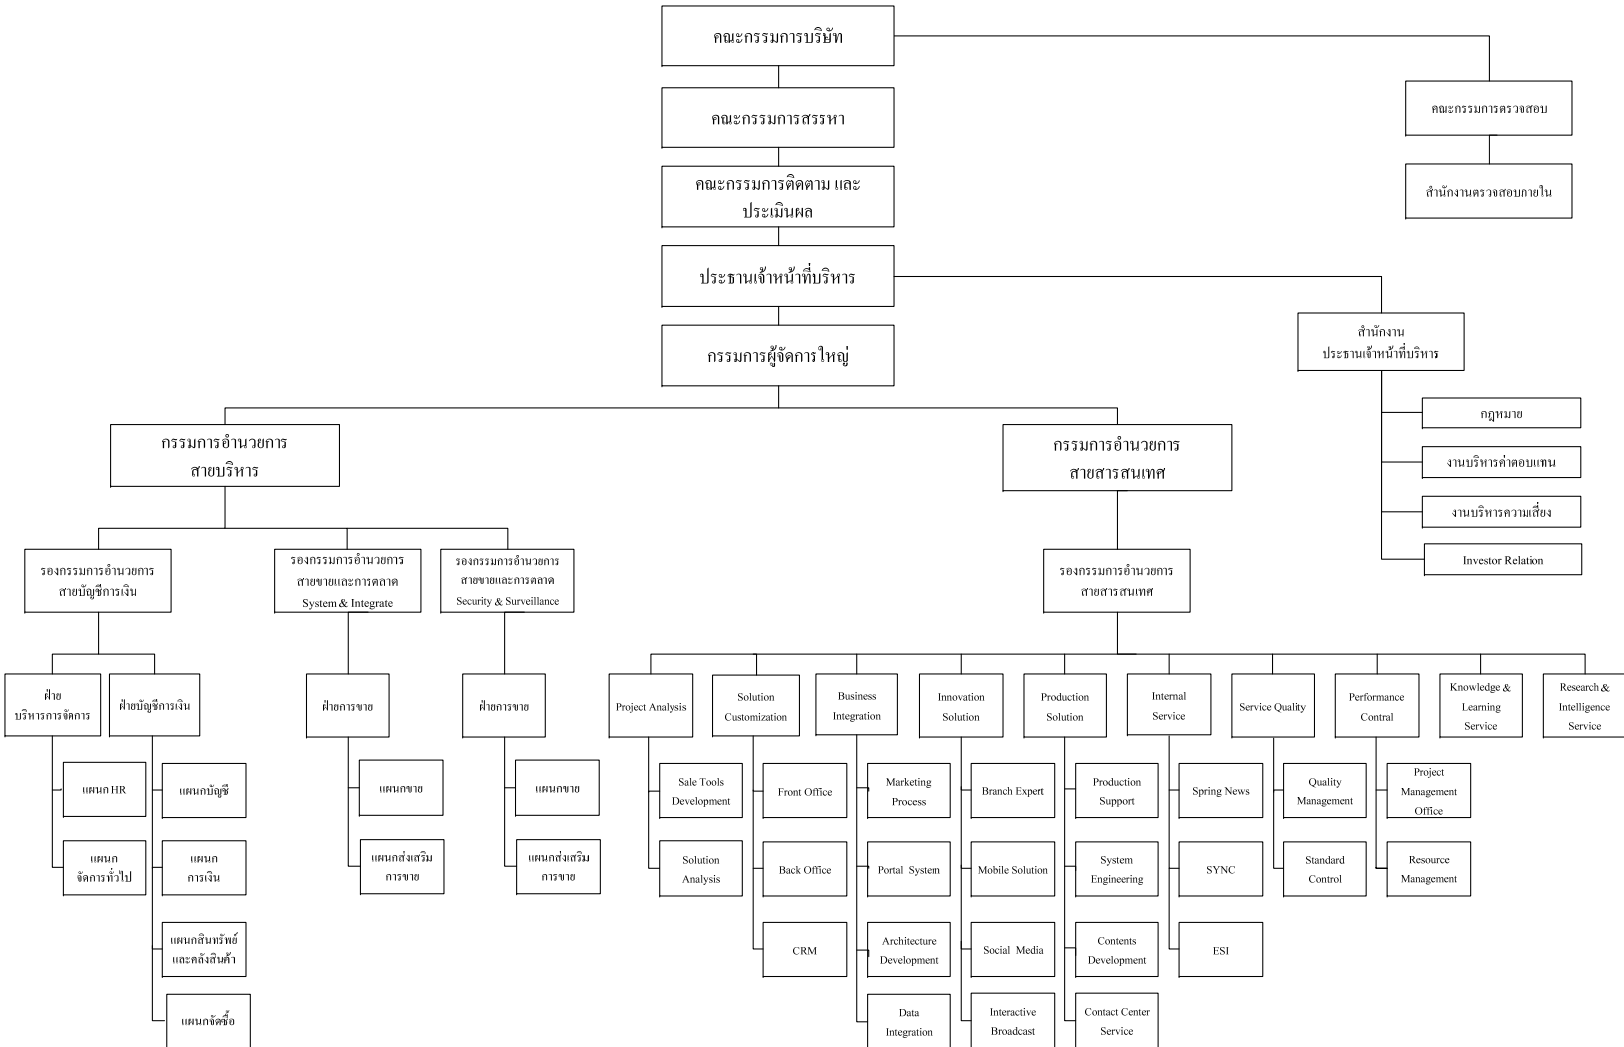 คณะกรรมการบริษัท
คณะกรรมการตรวจสอบ
คณะกรรมการสรรหา
สำนักงานตรวจสอบภายใน
คณะกรรมการติดตาม และ
ประเมินผล
ประธานเจ้าหน้าที่บริหาร
สำนักงาน
ประธานเจ้าหน้าที่บริหาร
กรรมการผู้จัดการใหญ่
กฎหมาย
งานบริหารค่าตอบแทน
งานบริหารความเสี่ยง
Investor Relation
กรรมการอำนวยการ
สายบริหาร
กรรมการอำนวยการ
สายสารสนเทศ
รองกรรมการอำนวยการ
สายบัญชีการเงิน
รองกรรมการอำนวยการ
สายขายและการตลาด
System & Integrate
รองกรรมการอำนวยการ
สายขายและการตลาด
Security & Surveillance
รองกรรมการอำนวยการ
สายสารสนเทศ
ฝ่าย
บริหารการจัดการ
ฝ่ายบัญชีการเงิน
ฝ่ายการขาย
ฝ่ายการขาย
Project Analysis
Solution
Customization
Business
Integration
Innovation
Solution
Production
Solution
Internal
Service
Service Quality
Performance
Contral
Knowledge &
Learning
Service
Research &
Intelligence
Service
แผนก HR
แผนกบัญชี
แผนกขาย
แผนกขาย
Sale Tools
Development
Front Office
Marketing
Process
Branch Expert
Production
Support
Spring News
Quality
Management
Project
Management
Office
แผนก
จัดการทั่วไป
แผนก
การเงิน
แผนกส่งเสริม
การขาย
แผนกส่งเสริม
การขาย
Solution
Analysis
Back Office
Portal System
Mobile Solution
System
Engineering
SYNC
Standard
Control
Resource
Management
แผนกสินทรัพย์
และคลังสินค้า
CRM
Architecture
Development
Social Media
Contents
Development
ESI
แผนกจัดซื้อ
Data
Integration
Interactive
Broadcast
Contact Center
Service